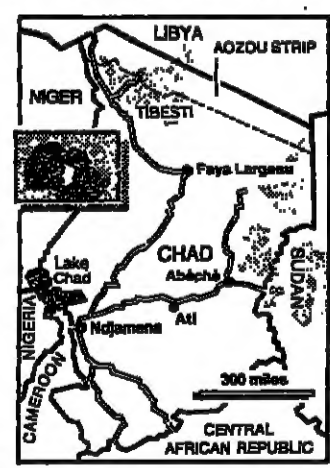 LIBYA
AOZOU STRIP
NIGER
TIBESTI
Faya Largeau
CHAD
Lake
Chad
Abéché
SUDAN
NIGERIA
Ati
Ndjamena
CAMEROON
300 miles
CENTRAL
AFRICAN REPUBLIC